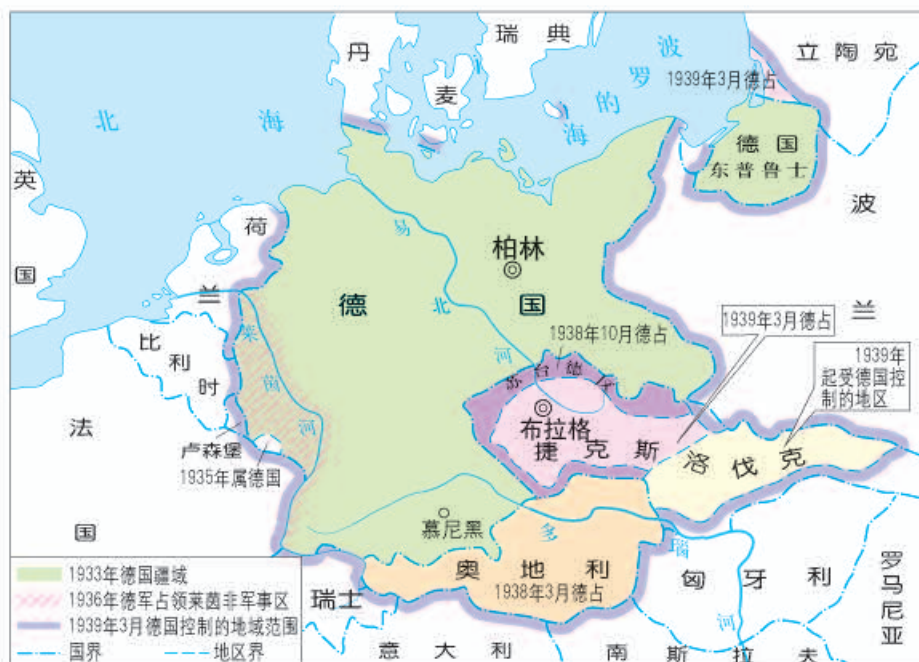 瑞典
丹麦
波罗的海
立陶宛
1939年3月德占
北海
德国
东普鲁士
英国
荷兰
波兰
易北河
柏林
德国
莱茵河
比利时
1938年10月德占
1939年3月德占
苏台德区
1939年
起受德国控
制的地区
布拉格
捷克斯洛伐克
法国
卢森堡
1935年属德国
慕尼黑
多瑙河
奥地利
1938年3月德占
匈牙利
罗马尼亚
瑞士
意大利
南斯拉夫
1933年德国疆域
1936年德军占领莱茵非军事区
1939年3月德国控制的地域范围
国界
地区界